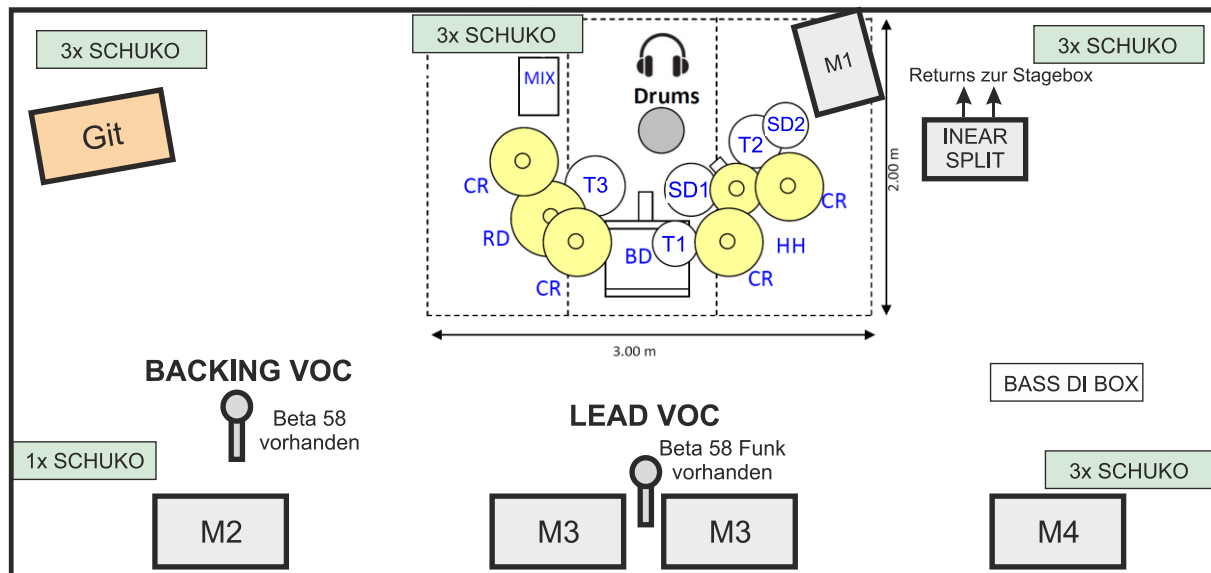 3x SCHUKO
3x SCHUKO
3x SCHUKO
MIX
Drums
M1
Returns zur Stagebox
Git
INEAR
SPLIT
SD2
T2
T3
SD1
CR
CR
RD
BD
T1
HH
CR
CR
2.00 m
3.00 m
BACKING VOC
Beta 58
vorhanden
LEAD VOC
Beta 58 Funk
vorhanden
BASS DI BOX
1x SCHUKO
3x SCHUKO
M2
M3
M3
M4